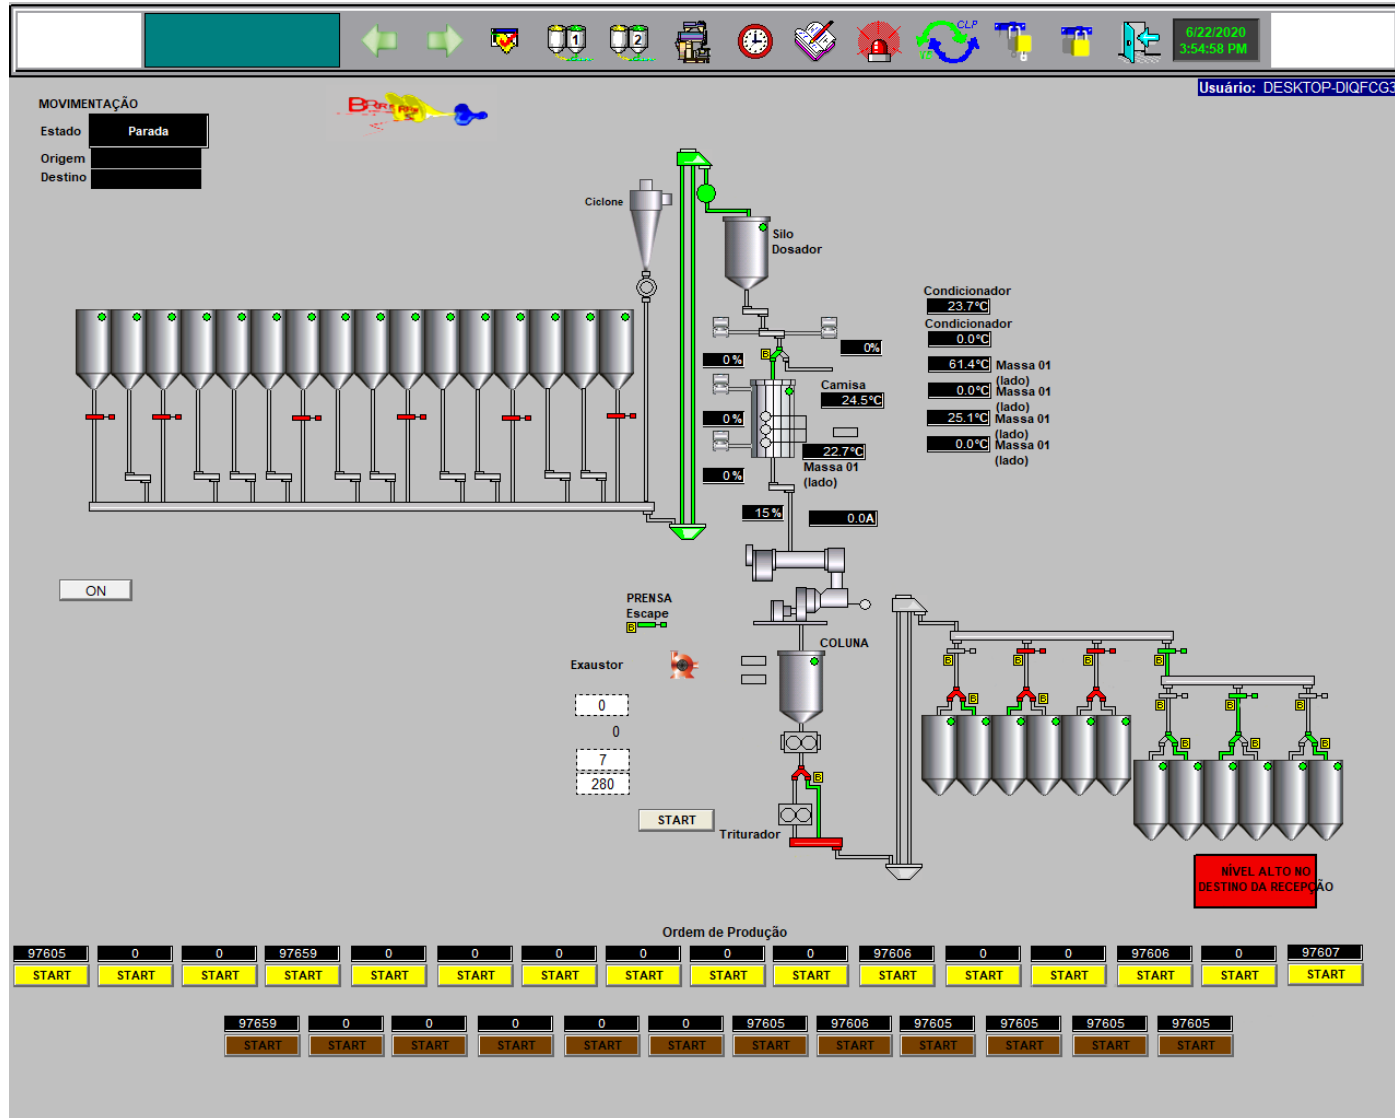 1
2
CLP
6/22/2020
3:54:58 PM
Usuário: DESKTOP-DIQFCG3
MOVIMENTAÇÃO
Estado Parada
Origem
Destino
Ciclone
Silo
Dosador
Condicionador
23.7°C
Condicionador
0.0°C
61.4°C Massa 01
(lado)
0.0°C Massa 01
(lado)
25.1°C Massa 01
(lado)
0.0°C Massa 01
(lado)
0%
B
0 %
Camisa
24.5°C
0 %
22.7°C
Massa 01
(lado)
0 %
15 %
0.0A
ON
PRENSA
Escape
B
COLUNA
Exaustor
0
0
7
280
START
Triturador
B
B B B B
B B
B B B
B B B
NÍVEL ALTO NO
DESTINO DA RECEPÇÃO
Ordem de Produção
97605 0 0 97659 0 0 0 0 0 0 97606 0 0 97606 0 97607
START START START START START START START START START START START START START START START START
97659 0 0 0 0 0 97605 97606 97605 97605 97605 97605
START START START START START START START START START START START START